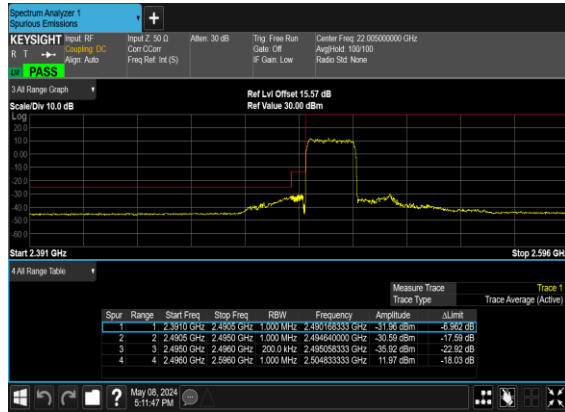 Spectrum Analyzer 1
Spurious Emissions
+
KEYSIGHT Input: RF Input Z: 50 Ω Atten: 30 dB Trig: Free Run Center Freq: 22.005000000 GHz
R T Coupling: DC Corr CCorr Gate: Off Avg|Hold: 100/100
Align: Auto Freq Ref: Int (S) IF Gain: Low Radio Std: None
PASS
3 All Range Graph
Ref Lvl Offset 15.57 dB
Scale/Div 10.0 dB Ref Value 30.00 dBm
Log
20.0
10.0
0.00
-10.0
-20.0
-30.0
-40.0
-50.0
-60.0
Start 2.391 GHz Stop 2.596 GHz
4 All Range Table
Measure Trace Trace 1
Trace Type Trace Average (Active)
Spur Range Start Freq Stop Freq RBW Frequency Amplitude ΔLimit
1 1 2.3910 GHz 2.4905 GHz 1.000 MHz 2.490168333 GHz -31.96 dBm -6.962 dB
2 2 2.4905 GHz 2.4950 GHz 1.000 MHz 2.494640000 GHz -30.59 dBm -17.59 dB
3 3 2.4950 GHz 2.4960 GHz 200.0 kHz 2.495058333 GHz -35.92 dBm -22.92 dB
4 4 2.4960 GHz 2.5960 GHz 1.000 MHz 2.504833333 GHz 11.97 dBm -18.03 dB
?
May 08, 2024
5:11:47 PM